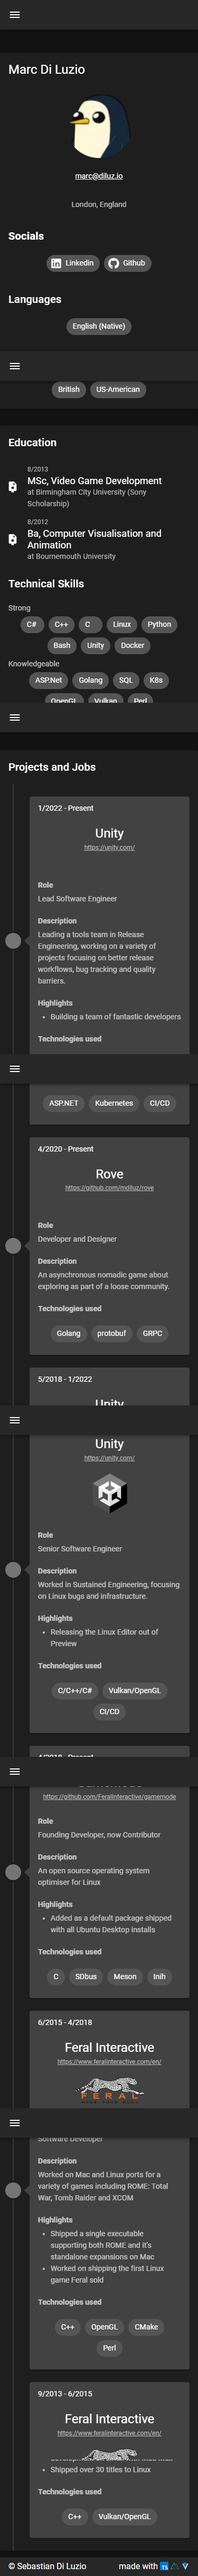 Marc Di Luzio
marc@diluz.io
London, England
Socials
Linkedin
Github
Languages
English (Native)
British
US-American
Education
8/2013
MSc, Video Game Development
at Birmingham City University (Sony
Scholarship)
8/2012
Ba, Computer Visualisation and
Animation
at Bournemouth University
Technical Skills
Strong
C#
C++
C
Linux
Python
Bash
Unity
Docker
Knowledgeable
ASP.Net
Golang
SQL
K8s
OpenGL
Vulkan
Perl
Projects and Jobs
1/2022 - Present
Unity
https://unity.com/
Role
Lead Software Engineer
Description
Leading a tools team in Release
Engineering, working on a variety of
projects focusing on better release
workflows, bug tracking and quality
barriers.
Highlights
Building a team of fantastic developers
Technologies used
ASP.NET
Kubernetes
CI/CD
4/2020 - Present
Rove
https://github.com/mdiluz/rove
Role
Developer and Designer
Description
An asynchronous nomadic game about
exploring as part of a loose community.
Technologies used
Golang
protobuf
GRPC
5/2018 - 1/2022
Unity
Unity
https://unity.com/
Role
Senior Software Engineer
Description
Worked in Sustained Engineering, focusing
on Linux bugs and infrastructure.
Highlights
Releasing the Linux Editor out of
Preview
Technologies used
C/C++/C#
Vulkan/OpenGL
CI/CD
https://github.com/FeralInteractive/gamemode
Role
Founding Developer, now Contributor
Description
An open source operating system
optimiser for Linux
Highlights
Added as a default package shipped
with all Ubuntu Desktop installs
Technologies used
C
SDbus
Meson
Inih
6/2015 - 4/2018
Feral Interactive
https://www.feralinteractive.com/en/
FERAL
Software Developer
Description
Worked on Mac and Linux ports for a
variety of games including ROME: Total
War, Tomb Raider and XCOM
Highlights
Shipped a single executable
supporting both ROME and it's
standalone expansions on Mac
Worked on shipping the first Linux
game Feral sold
Technologies used
C++
OpenGL
CMake
Perl
9/2013 - 6/2015
Feral Interactive
https://www.feralinteractive.com/en/
Shipped over 30 titles to Linux
Technologies used
C++
Vulkan/OpenGL
© Sebastian Di Luzio
made with TS